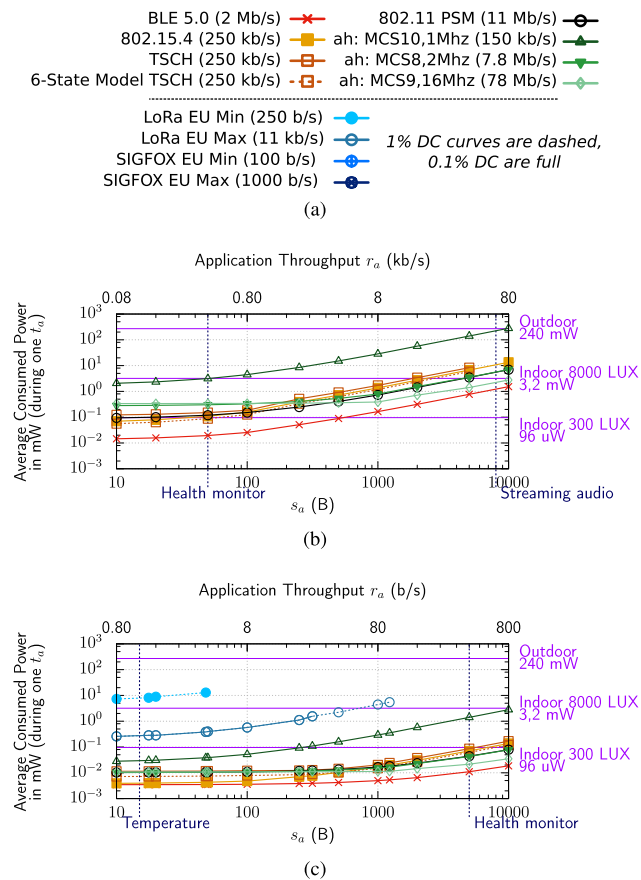 BLE 5.0 (2 Mb/s)
802.15.4 (250 kb/s)
TSCH (250 kb/s)
6-State Model TSCH (250 kb/s)
802.11 PSM (11 Mb/s)
ah: MCS10,1Mhz (150 kb/s)
ah: MCS8,2Mhz (7.8 Mb/s)
ah: MCS9,16Mhz (78 Mb/s)
LoRa EU Min (250 b/s)
LoRa EU Max (11 kb/s)
SIGFOX EU Min (100 b/s)
SIGFOX EU Max (1000 b/s)
1% DC curves are dashed,
0.1% DC are full
(a)
Application Throughput r_a (kb/s)
0.08 0.80 8 80
Average Consumed Power
in mW (during one t_a)
10^3
10^2
10^1
10^0
10^−1
10^−2
10^−3
Outdoor
240 mW
Indoor 8000 LUX
3,2 mW
Indoor 300 LUX
96 uW
10 100 1000 10000
Health monitor
Streaming audio
s_a (B)
(b)
Application Throughput r_a (b/s)
0.80 8 80 800
Average Consumed Power
in mW (during one t_a)
10^3
10^2
10^1
10^0
10^−1
10^−2
10^−3
Outdoor
240 mW
Indoor 8000 LUX
3,2 mW
Indoor 300 LUX
96 uW
10 100 1000 10000
Temperature
Health monitor
s_a (B)
(c)